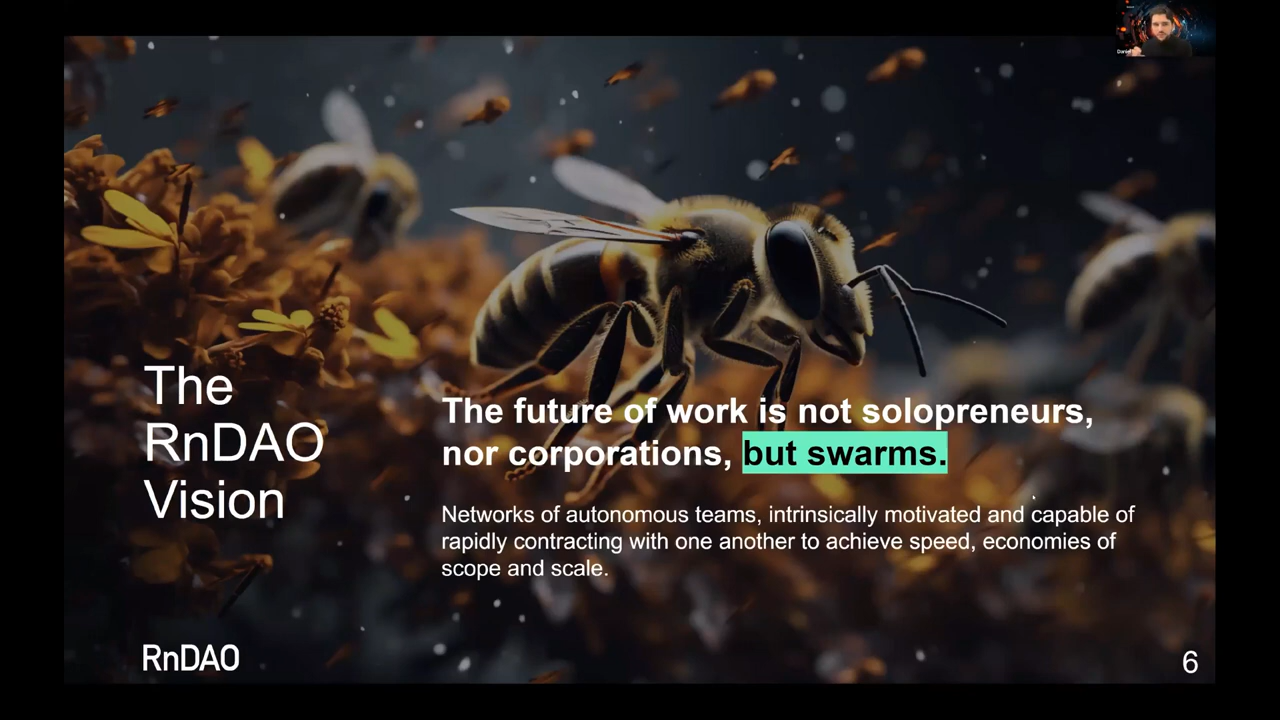 The
RnDAO
Vision
The future of work is not solopreneurs,
nor corporations, but swarms.
Networks of autonomous teams, intrinsically motivated and capable of
rapidly contracting with one another to achieve speed, economies of
scope and scale.
RnDAO
6